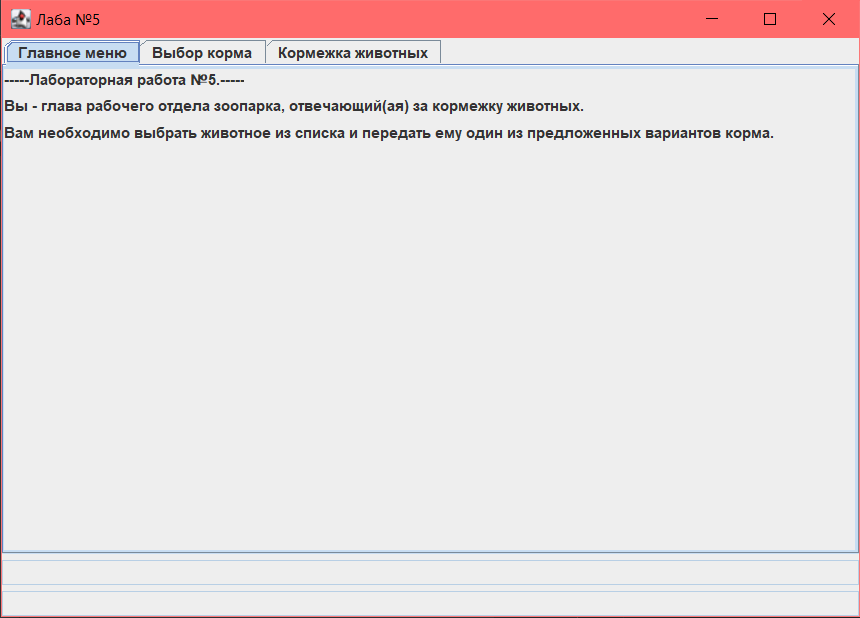 Лаба №5
Главное меню Выбор корма Кормежка животных
-----Лабораторная работа №5.-----
Вы - глава рабочего отдела зоопарка, отвечающий(ая) за кормежку животных.
Вам необходимо выбрать животное из списка и передать ему один из предложенных вариантов корма.